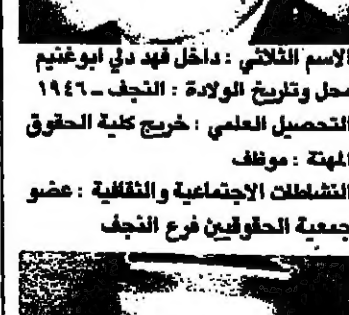 الاسم الثلاثي : داخل فهد دلي ابوغنيم
محل وتاريخ الولادة : النجف ـ ١٩٤٦
التحصيل العلمي : خريج كلية الحقوق
المهنة : موظف
النشاطات الاجتماعية والثقافية : عضو
جمعية الحقوقيين فرع النجف